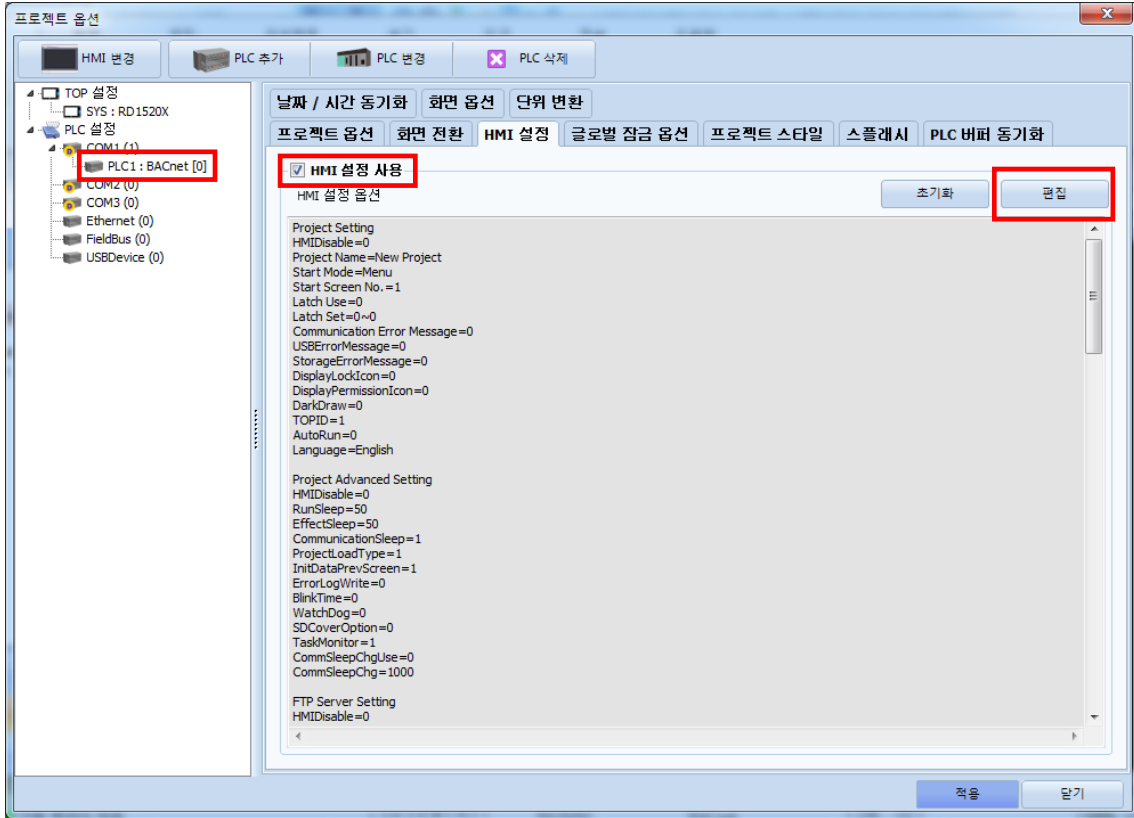 프로젝트 옵션
HMI 변경
PLC 추가
PLC 변경
PLC 삭제
TOP 설정
SYS : RD1520X
PLC 설정
COM1 (1)
PLC1 : BACnet [0]
COM2 (0)
COM3 (0)
Ethernet (0)
FieldBus (0)
USBDevice (0)
날짜 / 시간 동기화 화면 옵션 단위 변환
프로젝트 옵션 화면 전환 HMI 설정 글로벌 잠금 옵션 프로젝트 스타일 스플래시 PLC 버퍼 동기화
HMI 설정 사용
HMI 설정 옵션
초기화
편집
Project Setting
HMIDisable=0
Project Name=New Project
Start Mode=Menu
Start Screen No.=1
Latch Use=0
Latch Set=0~0
Communication Error Message=0
USBErrorMessage=0
StorageErrorMessage=0
DisplayLockIcon=0
DisplayPermissionIcon=0
DarkDraw=0
TOPID=1
AutoRun=0
Language=English
Project Advanced Setting
HMIDisable=0
RunSleep=50
EffectSleep=50
CommunicationSleep=1
ProjectLoadType=1
InitDataPrevScreen=1
ErrorLogWrite=0
BlinkTime=0
WatchDog=0
SDCoverOption=0
TaskMonitor=1
CommSleepChgUse=0
CommSleepChg=1000
FTP Server Setting
HMIDisable=0
적용
닫기